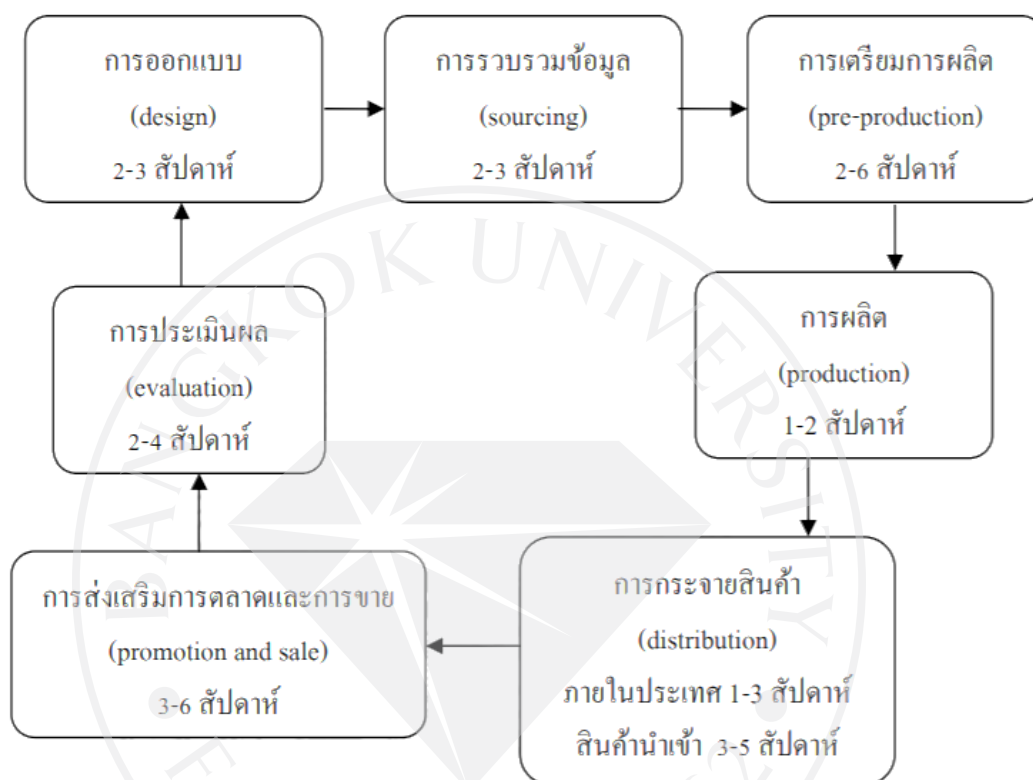 การออกแบบ
(design)
2-3 สัปดาห์
การรวบรวมข้อมูล
(sourcing)
2-3 สัปดาห์
การเตรียมการผลิต
(pre-production)
2-6 สัปดาห์
การผลิต
(production)
1-2 สัปดาห์
การกระจายสินค้า
(distribution)
ภายในประเทศ 1-3 สัปดาห์
สินค้านำเข้า 3-5 สัปดาห์
การส่งเสริมการตลาดและการขาย
(promotion and sale)
3-6 สัปดาห์
การประเมินผล
(evaluation)
2-4 สัปดาห์
BANGKOK UNIVERSITY